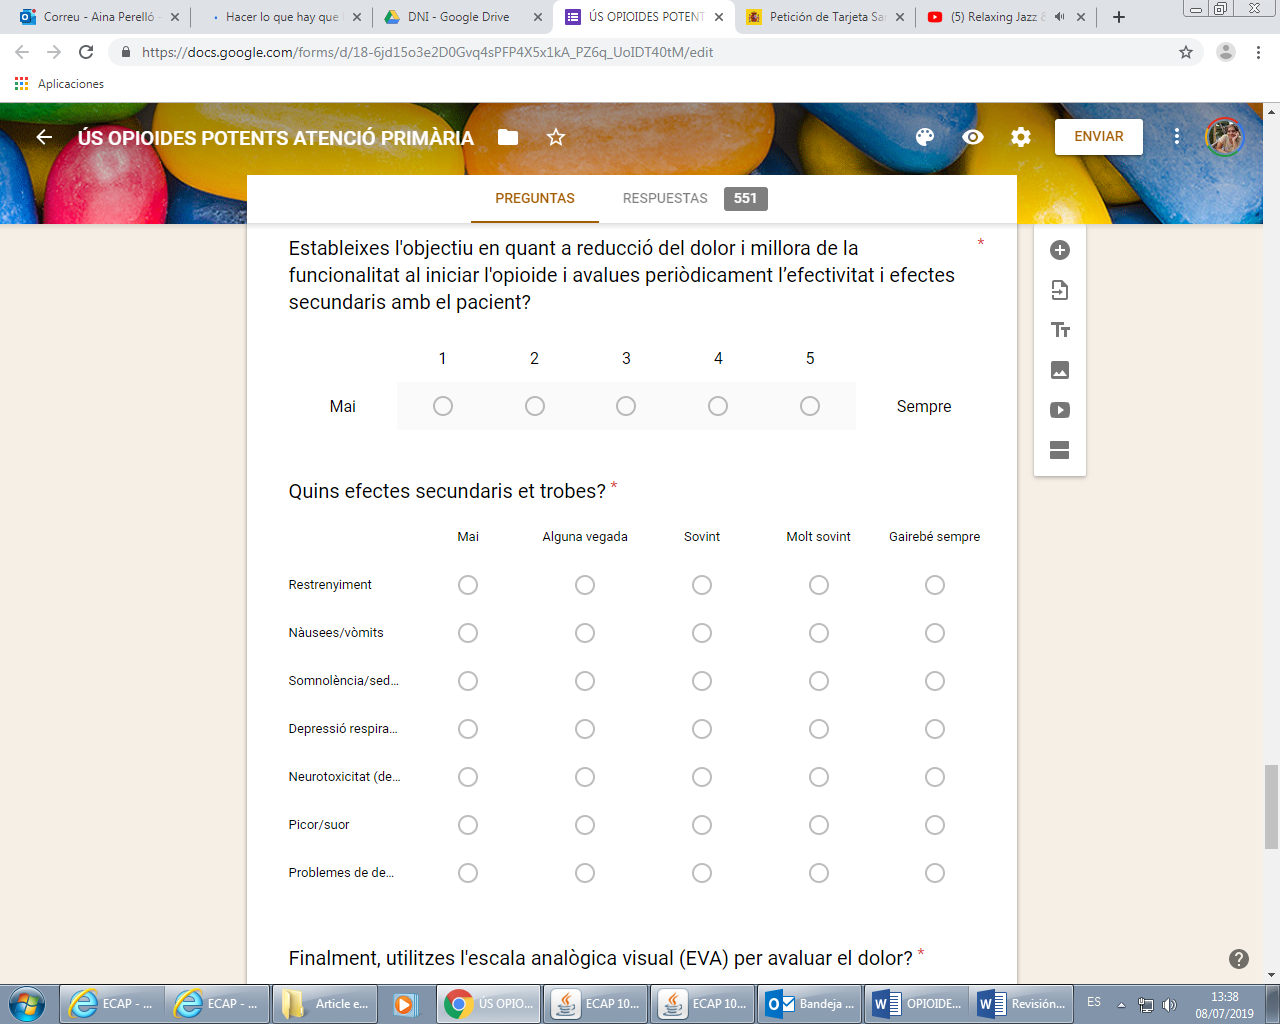 Correu - Aina Perelló
Hacer lo que hay que
DNI - Google Drive
ÚS OPIOIDES POTENT
Petición de Tarjeta Sa
(5) Relaxing Jazz
https://docs.google.com/forms/d/18-6jd15o3e2D0Gvq4sPFP4X5x1kA_PZ6q_UoIDT40tM/edit
Aplicaciones
ÚS OPIOIDES POTENTS ATENCIÓ PRIMÀRIA
ENVIAR
PREGUNTAS RESPUESTAS 551
Estableixes l'objectiu en quant a reducció del dolor i millora de la *
funcionalitat al iniciar l'opioide i avalues periòdicament l’efectivitat i efectes
secundaris amb el pacient?
1 2 3 4 5
Mai Sempre
Quins efectes secundaris et trobes? *
Mai Alguna vegada Sovint Molt sovint Gairebé sempre
Restrenyiment
Nàusees/vòmits
Somnolència/sed...
Depressió respira...
Neurotoxicitat (de...
Picor/suor
Problemes de de...
Finalment, utilitzes l'escala analògica visual (EVA) per avaluar el dolor? *
ECAP - ...
ECAP - ...
Article e...
ÚS OPIO...
ECAP 10...
ECAP 10...
Bandeja ...
OPIOIDE...
Revisión...
ES
13:38
08/07/2019